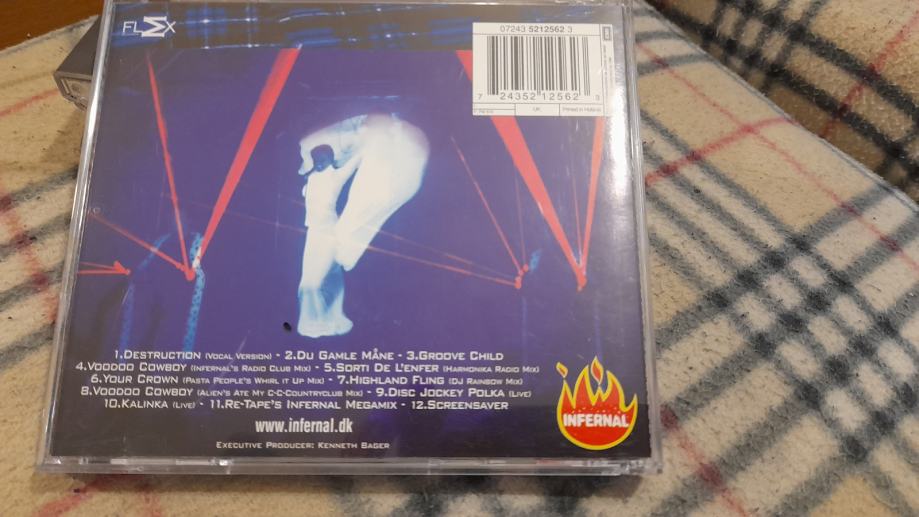 FLΣX
07243 5212562 3
7 24352 12562 3
UK:
Printed in Holland
1.Destruction (Vocal Version) - 2.Du Gamle Måne - 3.Groove Child
4.Voodoo Cowboy (Infernal's Radio Club Mix) - 5.Sorti De L'enfer (Harmonika Radio Mix)
6.Your Crown (Pasta People's Whirl it Up Mix) - 7.Highland Fling (DJ Rainbow Mix)
8.Voodoo Cowboy (Alien's Ate My C-C-Countryclub Mix) - 9.Disc Jockey Polka (live)
10.Kalinka (live) - 11.Re-Tape's Infernal Megamix - 12.Screensaver
www.infernal.dk
Executive Producer: Kenneth Bager
INFERNAL